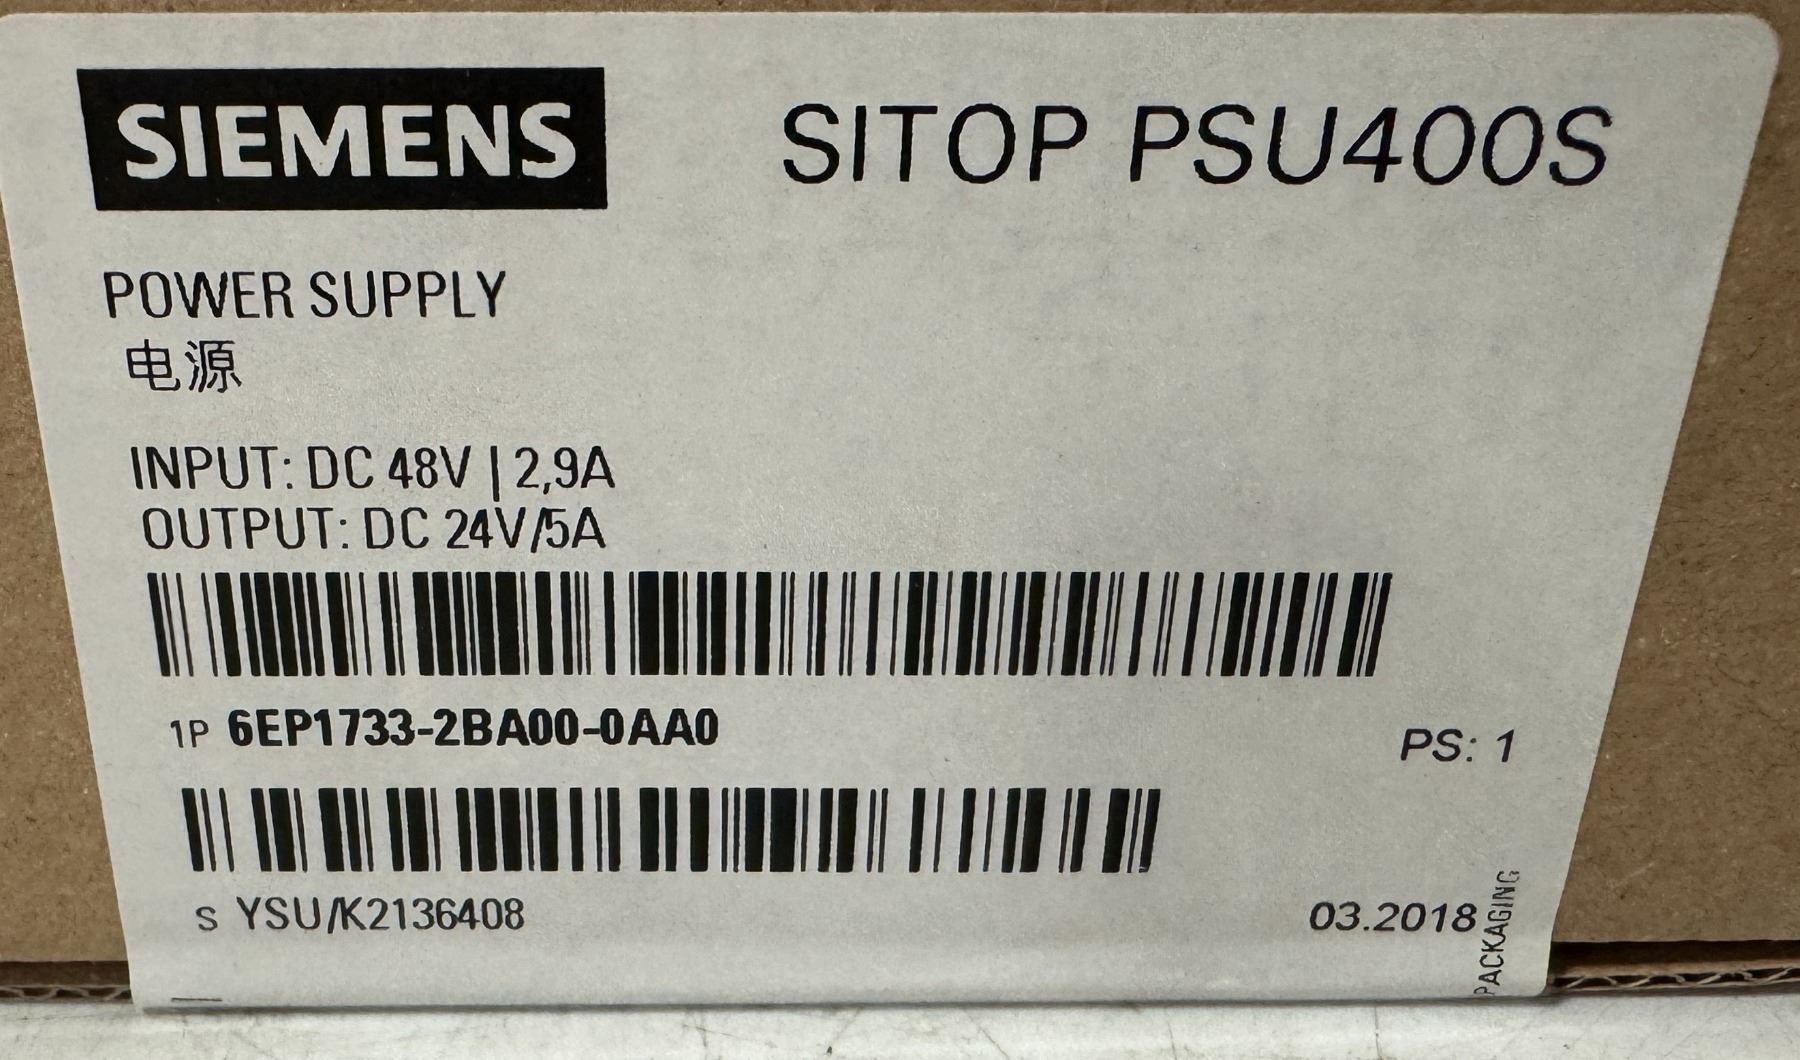 SIEMENS
SITOP PSU400S
POWER SUPPLY
电源
INPUT: DC 48V | 2,9A
OUTPUT: DC 24V/5A
1P 6EP1733-2BA00-0AA0
PS: 1
S YSU/K2136408
03.2018
PACKAGING